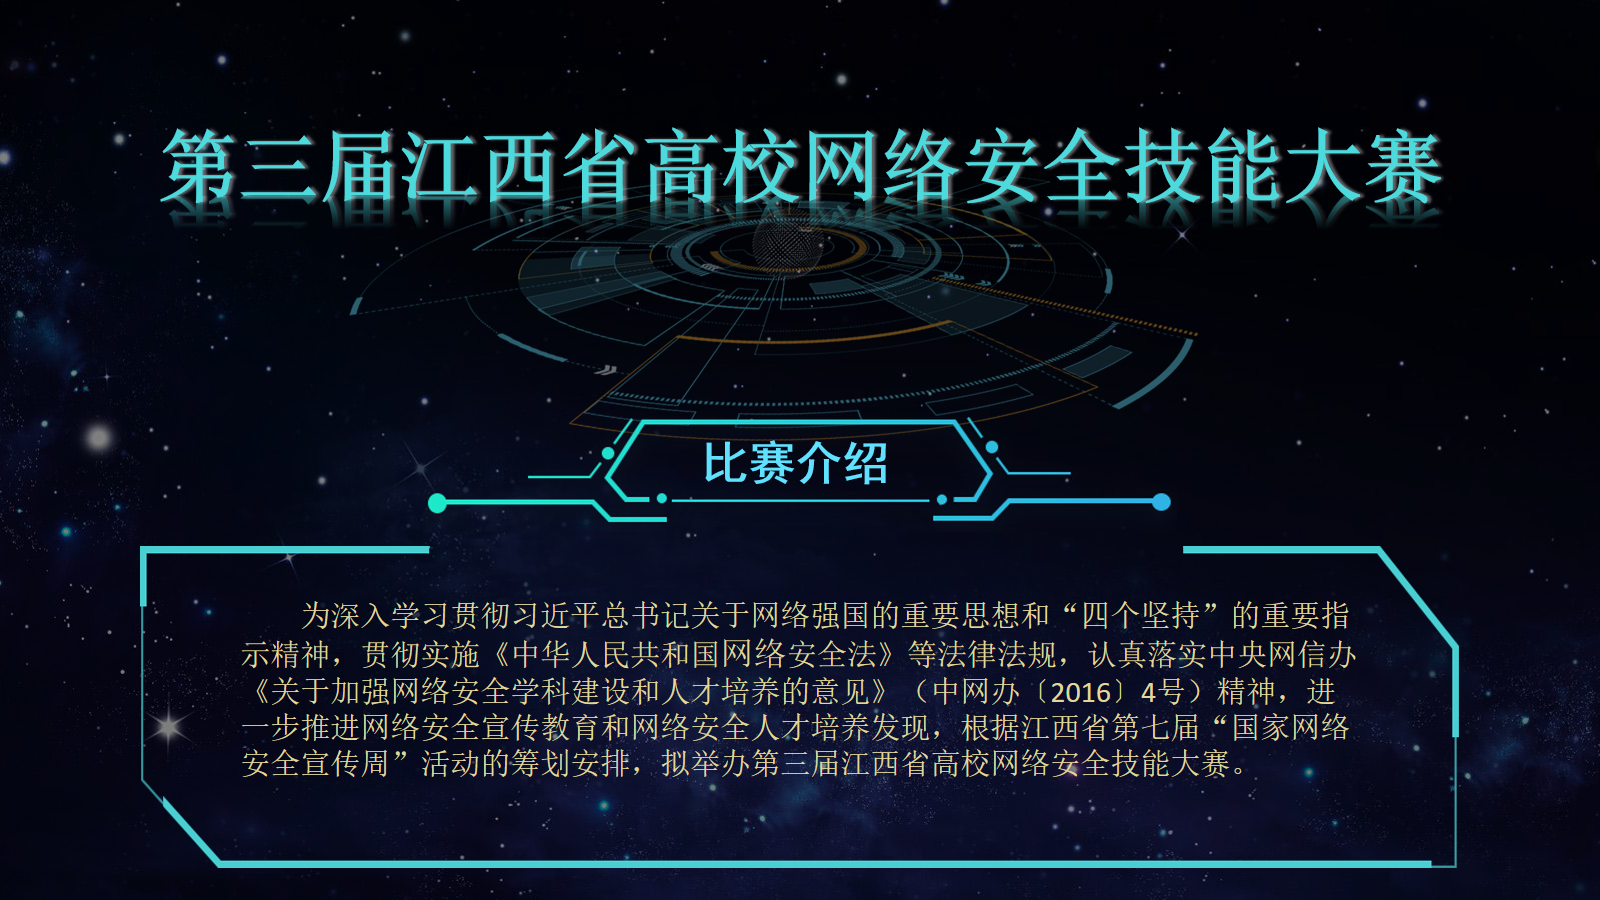 第三届江西省高校网络安全技能大赛
比赛介绍
为深入学习贯彻习近平总书记关于网络强国的重要思想和“四个坚持”的重要指
示精神，贯彻实施《中华人民共和国网络安全法》等法律法规，认真落实中央网信办
《关于加强网络安全学科建设和人才培养的意见》（中网办〔2016〕4号）精神，进
一步推进网络安全宣传教育和网络安全人才培养发现，根据江西省第七届“国家网络
安全宣传周”活动的筹划安排，拟举办第三届江西省高校网络安全技能大赛。